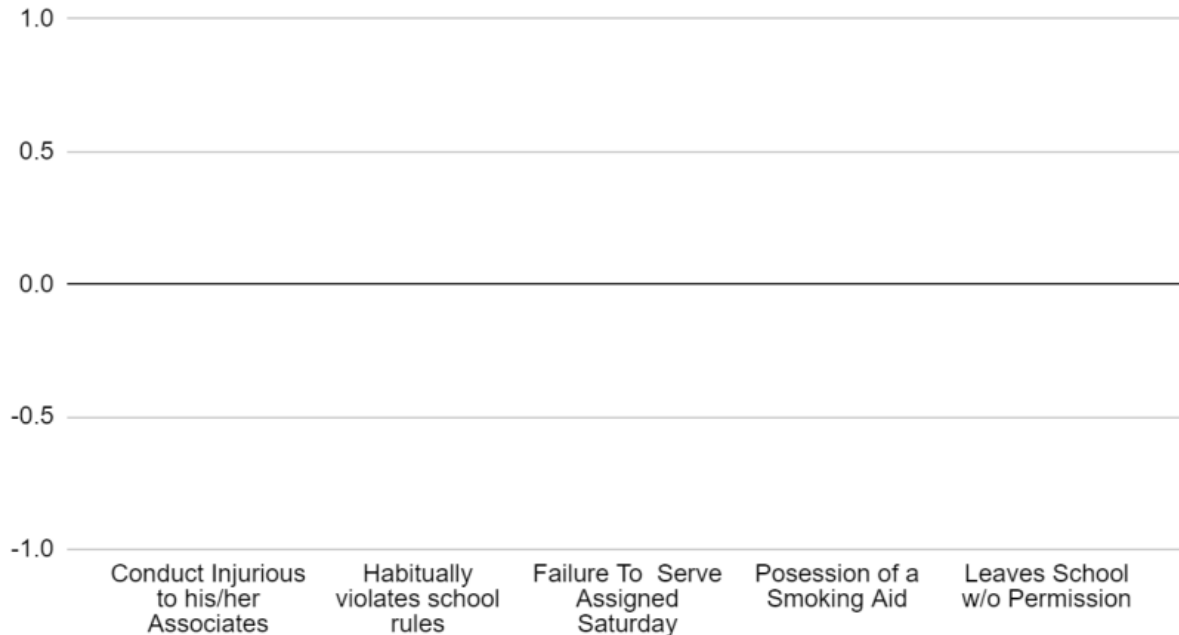 1.0
0.5
0.0
-0.5
-1.0
Conduct Injurious
to his/her
Associates
Habitually
violates school
rules
Failure To  Serve
Assigned
Saturday
Posession of a
Smoking Aid
Leaves School
w/o Permission